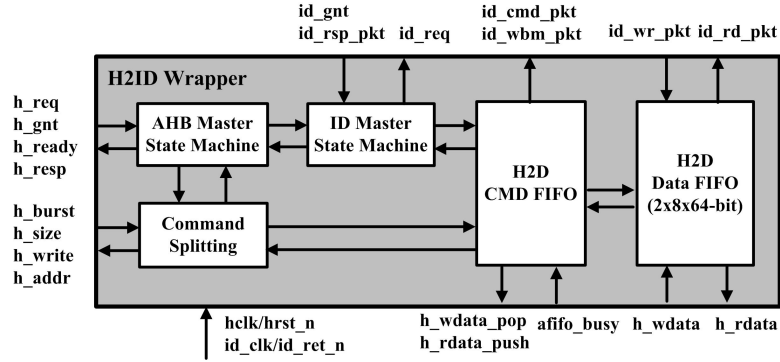 id_gnt
id_rsp_pkt
id_req
id_cmd_pkt
id_wbm_pkt
id_wr_pkt
id_rd_pkt
H2ID Wrapper
h_req
h_gnt
h_ready
h_resp
AHB Master
State Machine
ID Master
State Machine
H2D
CMD FIFO
H2D
Data FIFO
(2x8x64-bit)
h_burst
h_size
h_write
h_addr
Command
Splitting
hclk/hrst_n
id_clk/id_ret_n
h_wdata_pop
h_rdata_push
afifo_busy
h_wdata
h_rdata